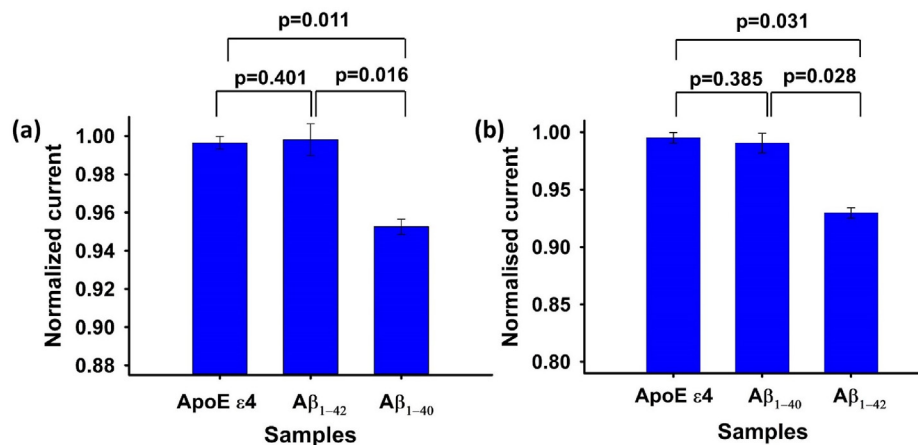 p=0.011
p=0.401
p=0.016
(a)
Normalized current
1.00
0.98
0.96
0.94
0.92
0.90
0.88
ApoE ε4
Aβ₁₋₄₂
Aβ₁₋₄₀
Samples
p=0.031
p=0.385
p=0.028
(b)
Normalised current
1.00
0.95
0.90
0.85
0.80
ApoE ε4
Aβ₁₋₄₀
Aβ₁₋₄₂
Samples